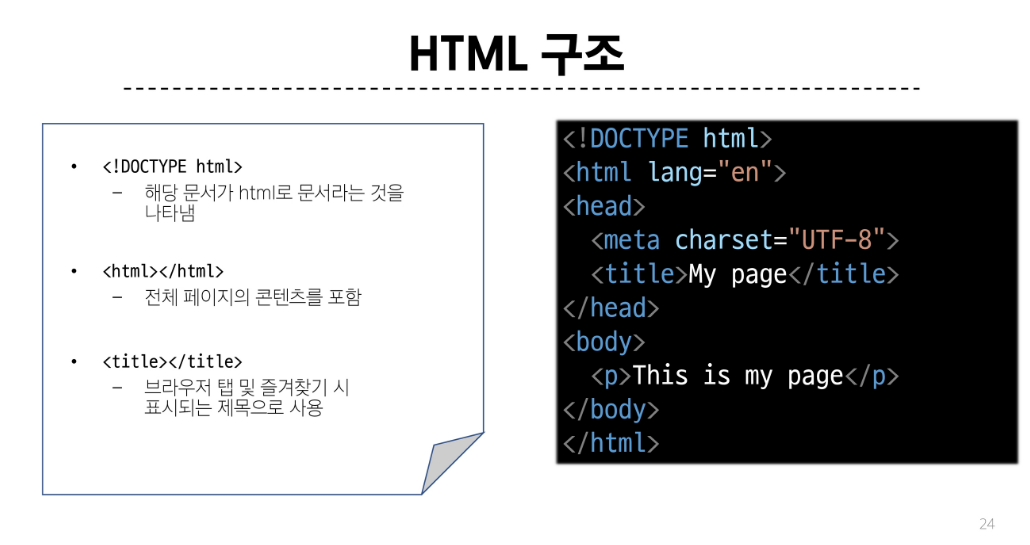 HTML 구조
• <!DOCTYPE html>
– 해당 문서가 html로 문서라는 것을
나타냄
• <html></html>
– 전체 페이지의 콘텐츠를 포함
• <title></title>
– 브라우저 탭 및 즐겨찾기 시
표시되는 제목으로 사용
<!DOCTYPE html>
<html lang="en">
<head>
  <meta charset="UTF-8">
  <title>My page</title>
</head>
<body>
  <p>This is my page</p>
</body>
</html>
24